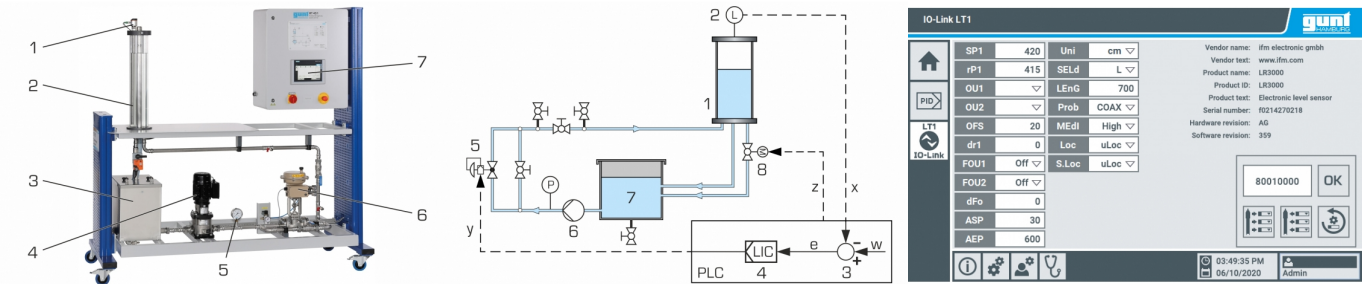 1
2
3
4
5
6
7
gunt
2 L
1
5
P
7
6
8
M
z
x
y
e
w
LIC
4
3
PLC
-
+
IO-Link LT1
gunt
HAMBURG
SP1 420 Uni cm
rP1 415 SELd L
OU1 LEnG 700
OU2 Prob COAX
OFS 20 MEdI High
dr1 0 Loc uLoc
FOU1 Off S.Loc uLoc
FOU2 Off
dFo 0
ASP 30
AEP 600
PID
LT1
IO-Link
Vendor name: ifm electronic gmbh
Vendor text: www.ifm.com
Product name: LR3000
Product ID: LR3000
Product text: Electronic level sensor
Serial number: f0214270218
Hardware revision: AG
Software revision: 359
80010000 OK
03:49:35 PM
06/10/2020
Admin